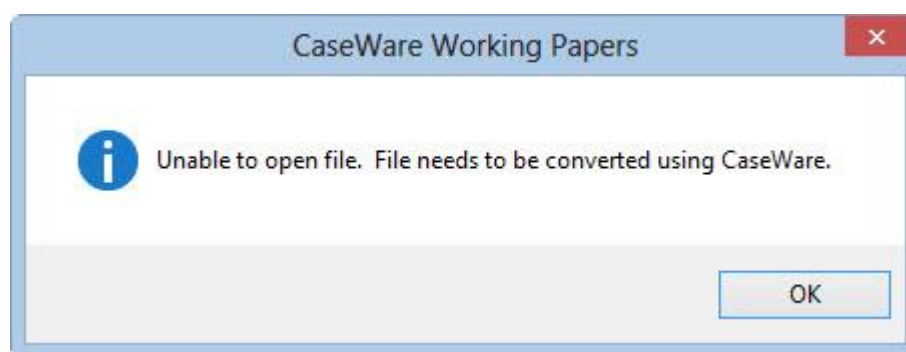 CaseWare Working Papers
Unable to open file.  File needs to be converted using CaseWare.
OK